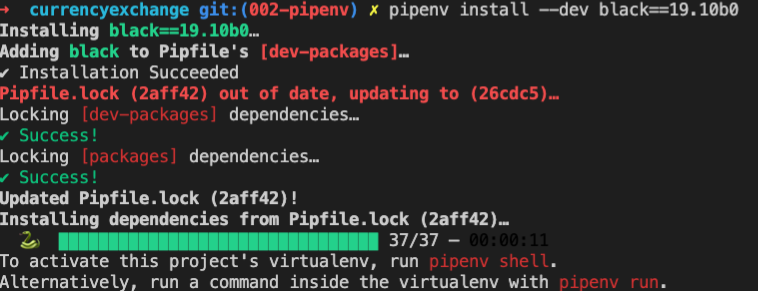 ➜  currencyexchange git:(002-pipenv) ✗ pipenv install --dev black==19.10b0
Installing black==19.10b0…
Adding black to Pipfile's [dev-packages]…
✔ Installation Succeeded
Pipfile.lock (2aff42) out of date, updating to (26cdc5)…
Locking [dev-packages] dependencies…
✔ Success!
Locking [packages] dependencies…
✔ Success!
Updated Pipfile.lock (2aff42)!
Installing dependencies from Pipfile.lock (2aff42)…
37/37 — 00:00:11
To activate this project's virtualenv, run pipenv shell.
Alternatively, run a command inside the virtualenv with pipenv run.